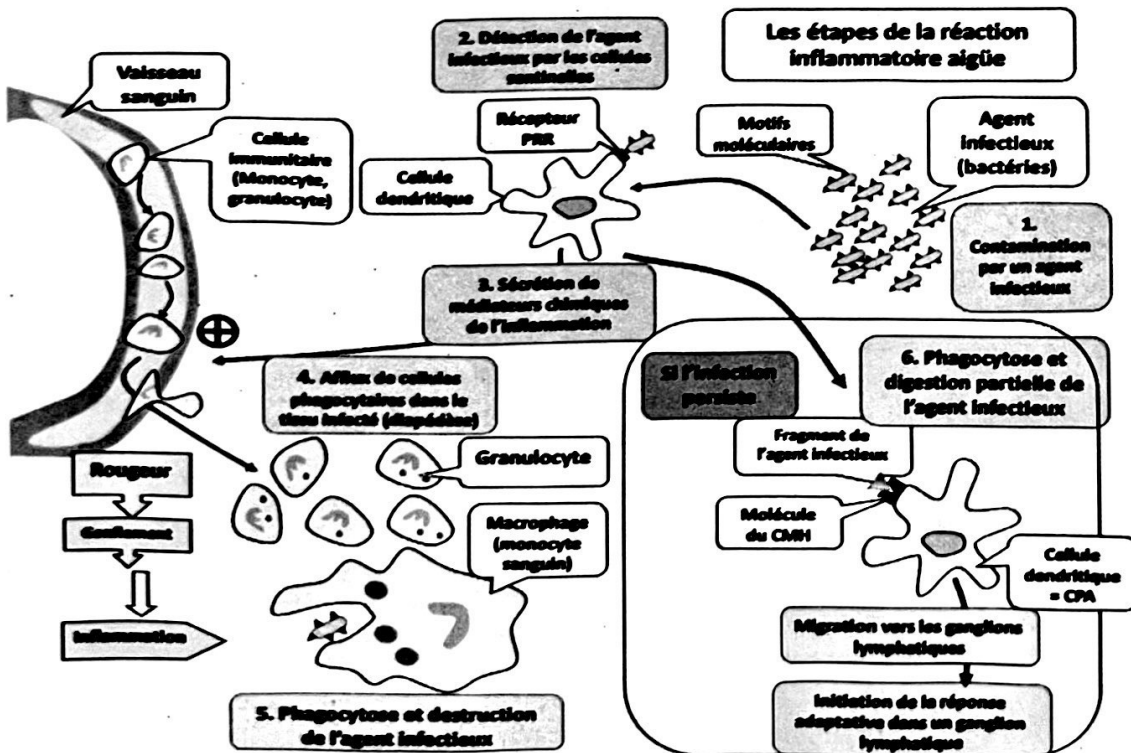 Les étapes de la réaction
inflammatoire aigüe
Agent
infectieux
(bactéries)
Motifs
moléculaires
1.
Contamination
par un agent
infectieux
2. Détection de l'agent
infectieux par les cellules
sentinelles
Récepteur
PRR
Cellule
dendritique
3. Sécrétion de
médiateurs chimiques
de l'inflammation
Vaisseau
sanguin
Cellule
immunitaire
(Monocyte,
granulocyte)
4. Afflux de cellules
phagocytaires dans le
tissu infecté (diapédèse)
Granulocyte
Macrophage
(monocyte
sanguin)
Rougeur
Gonflement
Inflammation
5. Phagocytose et destruction
de l'agent infectieux
Si l'infection
persiste
6. Phagocytose et
digestion partielle de
l'agent infectieux
Fragment de
l'agent infectieux
Molécule
du CMH
Cellule
dendritique
= CPA
Migration vers les ganglions
lymphatiques
Initiation de la réponse
adaptative dans un ganglion
lymphatique